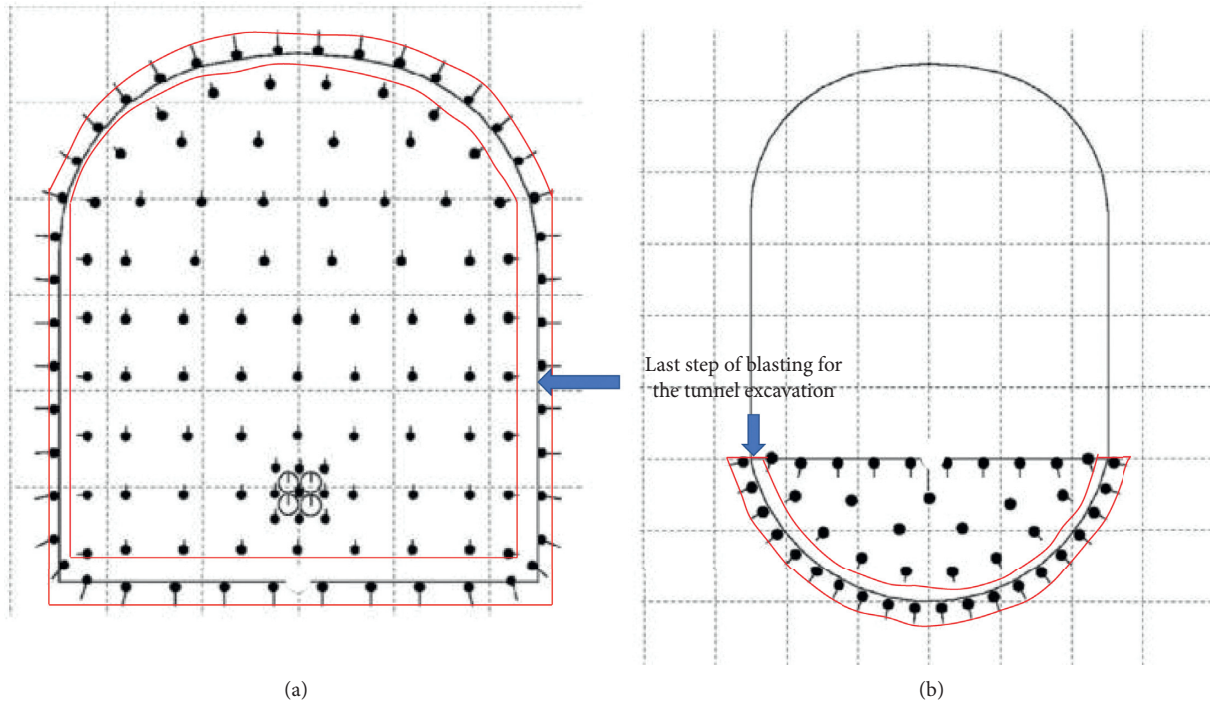 Last step of blasting for
the tunnel excavation
(a)
(b)